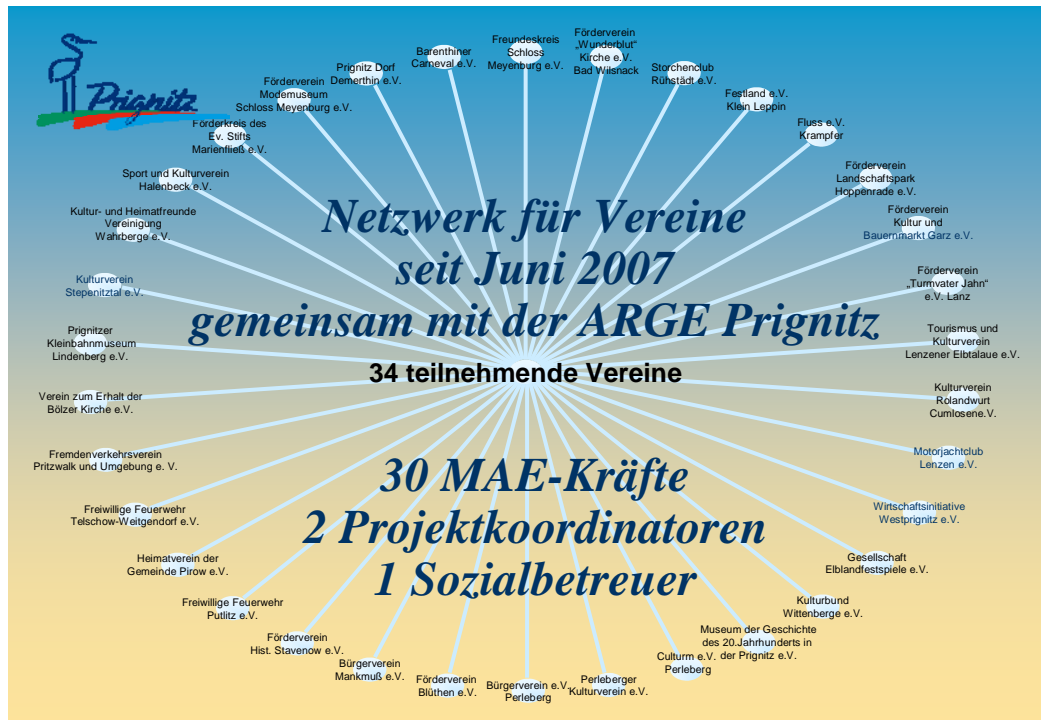 Prignitz
Freundeskreis
Schloss
Meyenburg e.V.
Förderverein
„Wunderblut“
Kirche e.V.
Bad Wilsnack
Storchenclub
Rühstädt e.V.
Festland e.V.
Klein Leppin
Fluss e.V.
Krampfer
Förderverein
Landschaftspark
Hoppenrade e.V.
Förderverein
Kultur und
Bauernmarkt Garz e.V.
Förderverein
„Turmvater Jahn“
e.V. Lanz
Tourismus und
Kulturverein
Lenzener Elbtalaue e.V.
Kulturverein
Rolandwurt
Cumlosene.V.
Motorjachtclub
Lenzen e.V.
Wirtschaftsinitiative
Westprignitz e.V.
Gesellschaft
Elblandfestspiele e.V.
Kulturbund
Wittenberge e.V.
Museum der Geschichte
des 20.Jahrhunderts in
der Prignitz e.V.
Culturm e.V.
Perleberg
Perleberger
Kulturverein e.V.
Bürgerverein e.V.
Perleberg
Förderverein
Blüthen e.V.
Bürgerverein
Mankmuß e.V.
Förderverein
Hist. Stavenow e.V.
Freiwillige Feuerwehr
Putlitz e.V.
Heimatverein der
Gemeinde Pirow e.V.
Freiwillige Feuerwehr
Telschow-Weitgendorf e.V.
Fremdenverkehrsverein
Pritzwalk und Umgebung e. V.
Verein zum Erhalt der
Bölzer Kirche e.V.
Prignitzer
Kleinbahnmuseum
Lindenberg e.V.
Kulturverein
Stepenitztal e.V.
Kultur- und Heimatfreunde
Vereinigung
Wahrberge e.V.
Sport und Kulturverein
Halenbeck e.V.
Förderkreis des
Ev. Stifts
Marienfließ e.V.
Förderverein
Modemuseum
Schloss Meyenburg e.V.
Prignitz Dorf
Demerthin e.V.
Barenthiner
Carneval e.V.
Netzwerk für Vereine
seit Juni 2007
gemeinsam mit der ARGE Prignitz
34 teilnehmende Vereine
30 MAE-Kräfte
2 Projektkoordinatoren
1 Sozialbetreuer